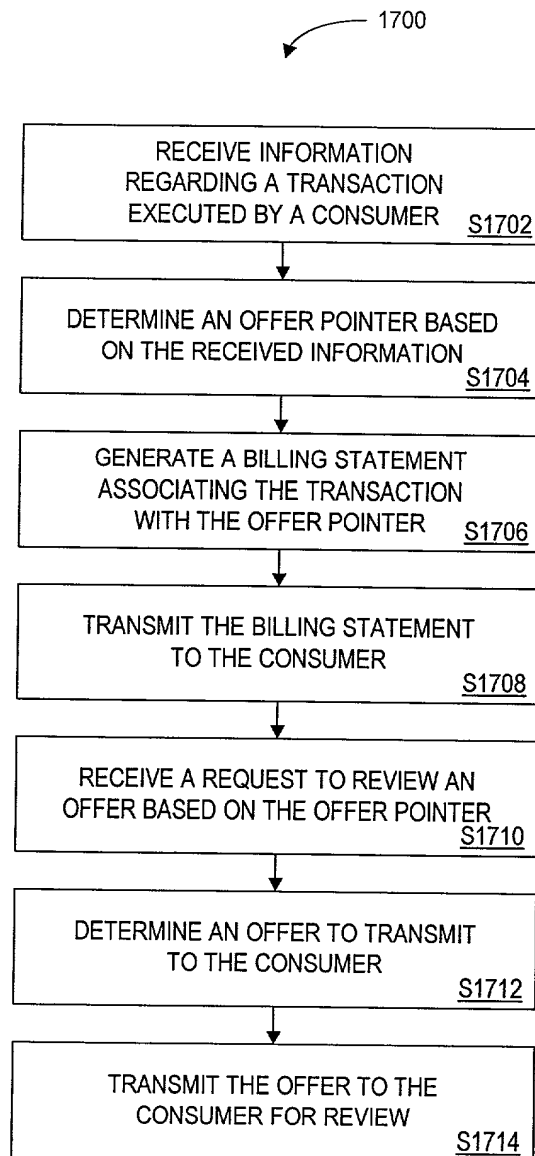 1700
RECEIVE INFORMATION
REGARDING A TRANSACTION
EXECUTED BY A CONSUMER
S1702
DETERMINE AN OFFER POINTER BASED
ON THE RECEIVED INFORMATION
S1704
GENERATE A BILLING STATEMENT
ASSOCIATING THE TRANSACTION
WITH THE OFFER POINTER
S1706
TRANSMIT THE BILLING STATEMENT
TO THE CONSUMER
S1708
RECEIVE A REQUEST TO REVIEW AN
OFFER BASED ON THE OFFER POINTER
S1710
DETERMINE AN OFFER TO TRANSMIT
TO THE CONSUMER
S1712
TRANSMIT THE OFFER TO THE
CONSUMER FOR REVIEW
S1714